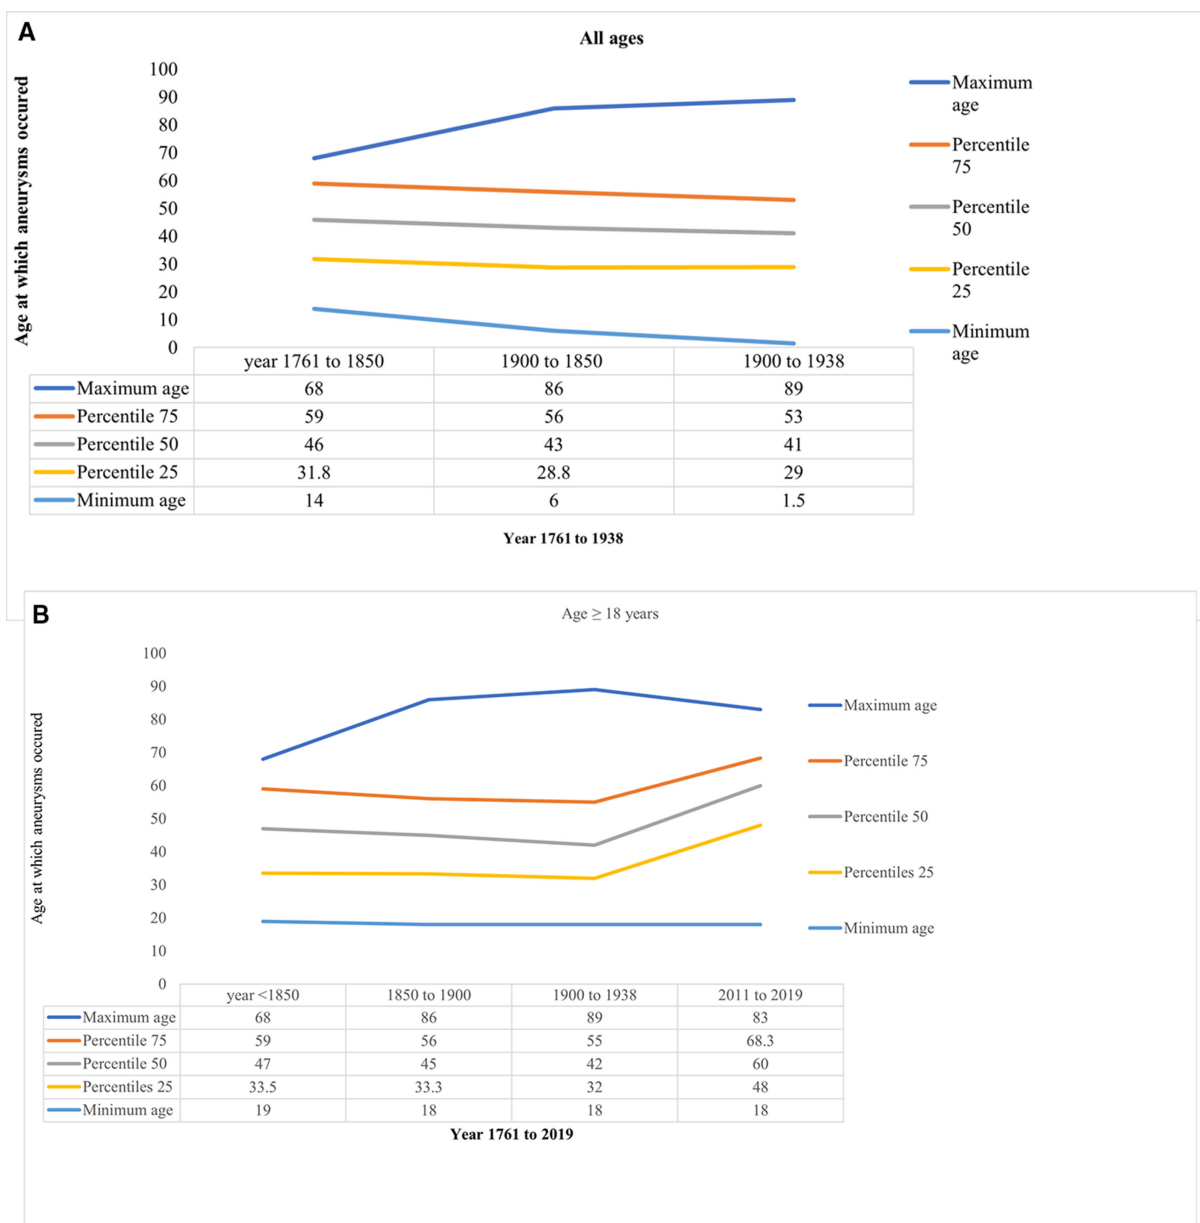 A
All ages
Age at which aneurysms occured
100
90
80
70
60
50
40
30
20
10
0
Maximum
age
Percentile
75
Percentile
50
Percentile
25
Minimum
age
year 1761 to 1850 1900 to 1850 1900 to 1938
Maximum age 68 86 89
Percentile 75 59 56 53
Percentile 50 46 43 41
Percentile 25 31.8 28.8 29
Minimum age 14 6 1.5
Year 1761 to 1938
B
Age ≥ 18 years
Age at which aneurysms occured
100
90
80
70
60
50
40
30
20
10
0
Maximum age
Percentile 75
Percentile 50
Percentiles 25
Minimum age
year <1850 1850 to 1900 1900 to 1938 2011 to 2019
Maximum age 68 86 89 83
Percentile 75 59 56 55 68.3
Percentile 50 47 45 42 60
Percentiles 25 33.5 33.3 32 48
Minimum age 19 18 18 18
Year 1761 to 2019